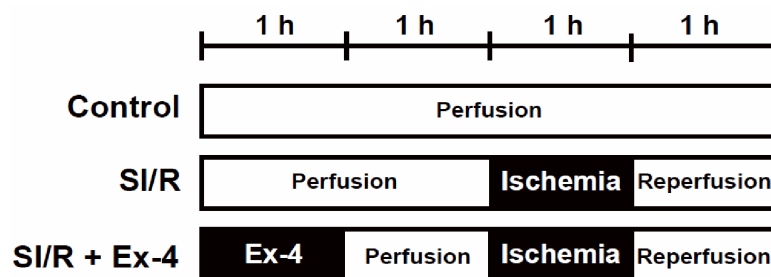 1 h 1 h 1 h 1 h
Control Perfusion
SI/R Perfusion Ischemia Reperfusion
SI/R + Ex-4 Ex-4 Perfusion Ischemia Reperfusion